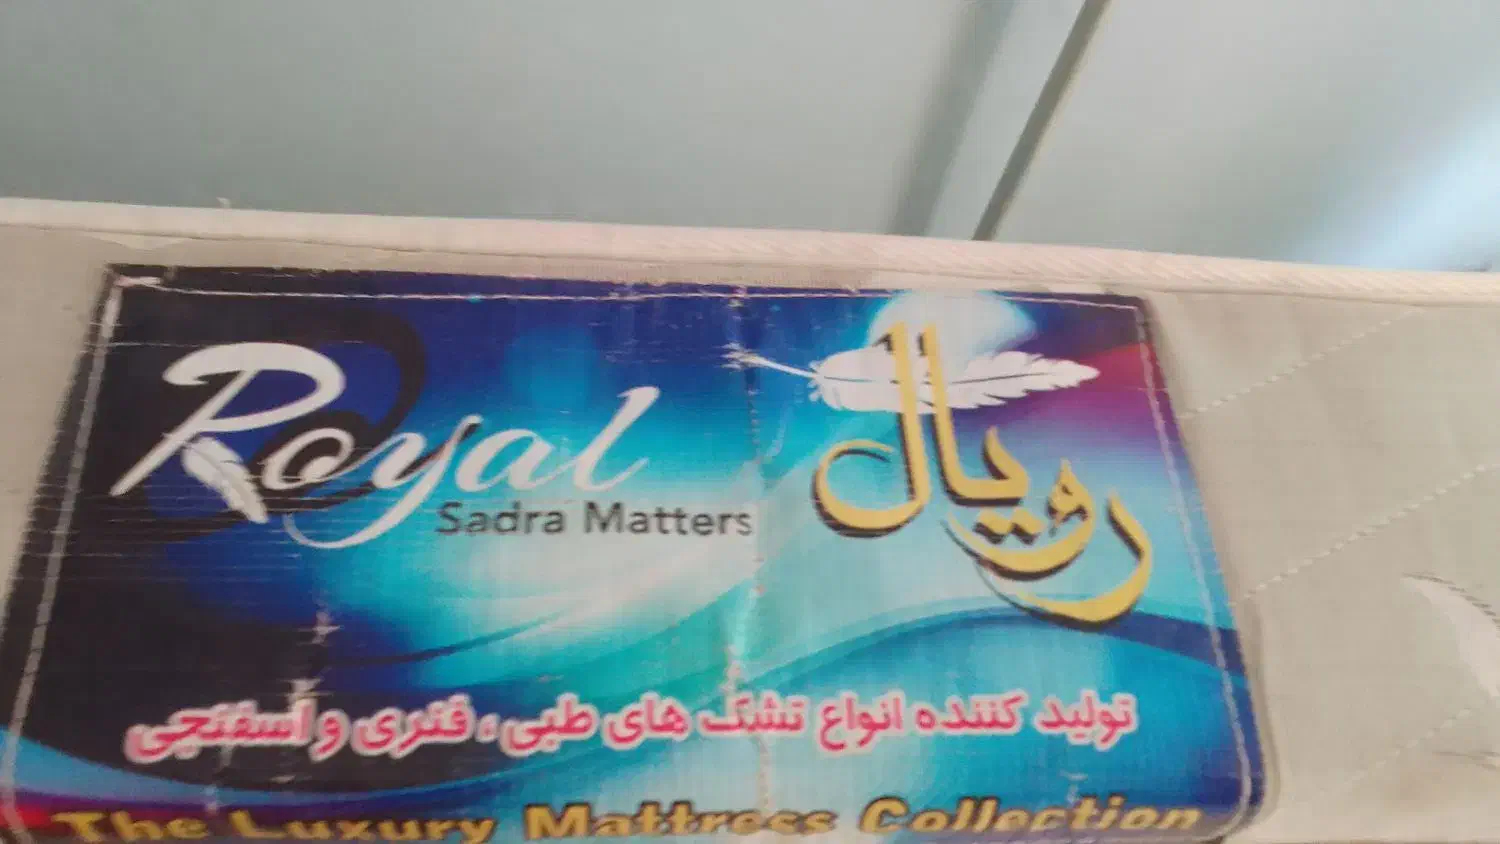 Royal
Sadra Matters
رویال
تولید کننده انواع تشک های طبی، فنری و اسفنجی
The Luxury Mattress Collection